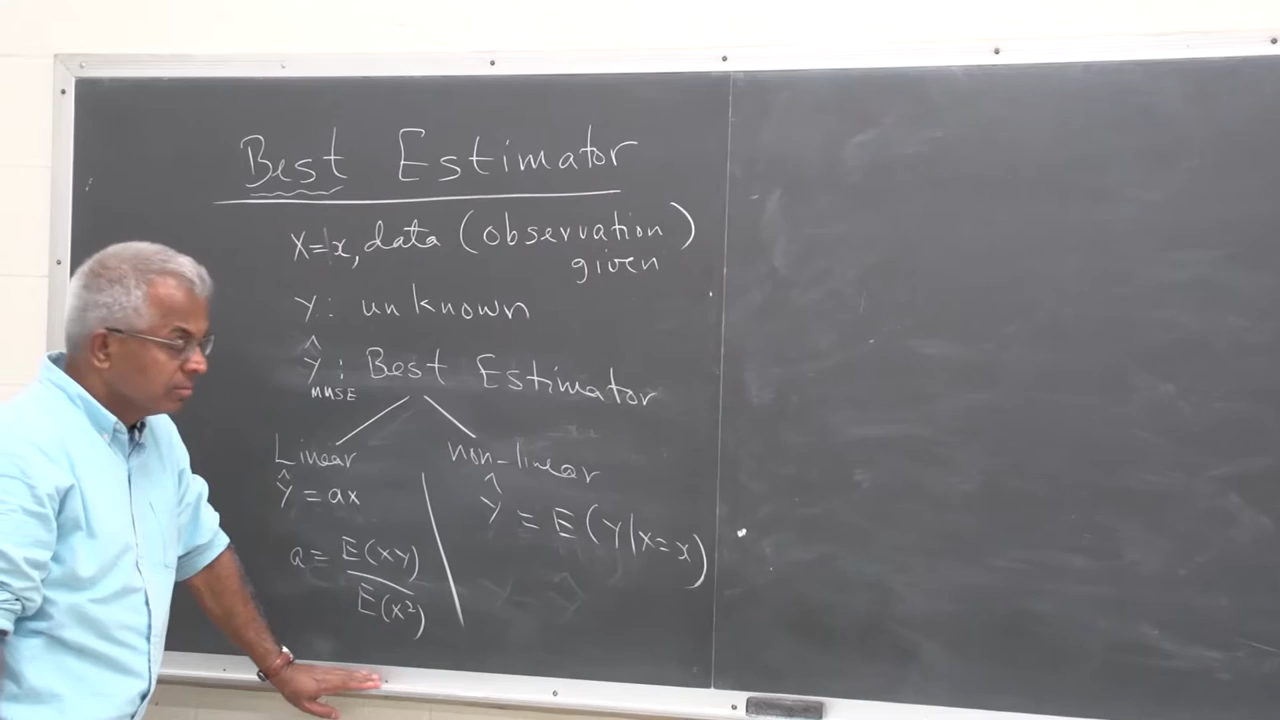 Best Estimator
X=x, data (observation)
given
Y: unknown
Ŷ: Best Estimator
MMSE
Linear
Ŷ = ax
a = E(XY) / E(X²)
non-linear
Ŷ = E(Y|X=x)